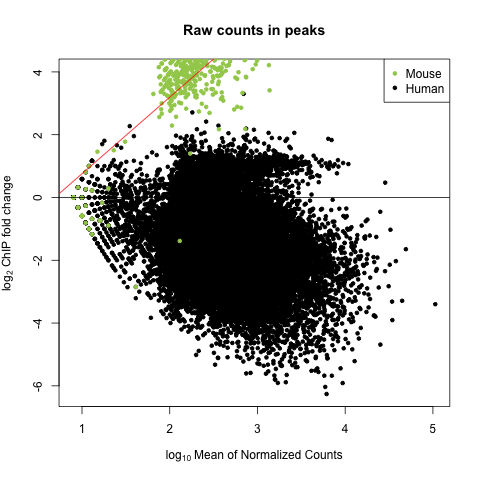 Raw counts in peaks
Mouse
Human
4
2
0
-2
-4
-6
log2 ChIP fold change
1
2
3
4
5
log10 Mean of Normalized Counts